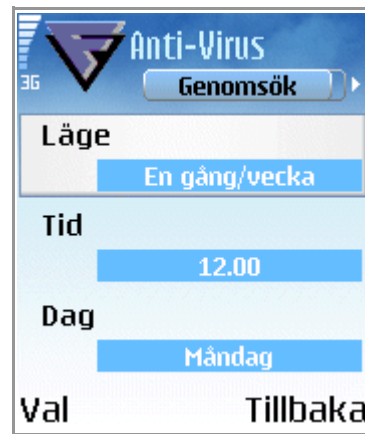 Anti-Virus
3G
Genomsök
Läge
En gång/vecka
Tid
12.00
Dag
Måndag
Val Tillbaka